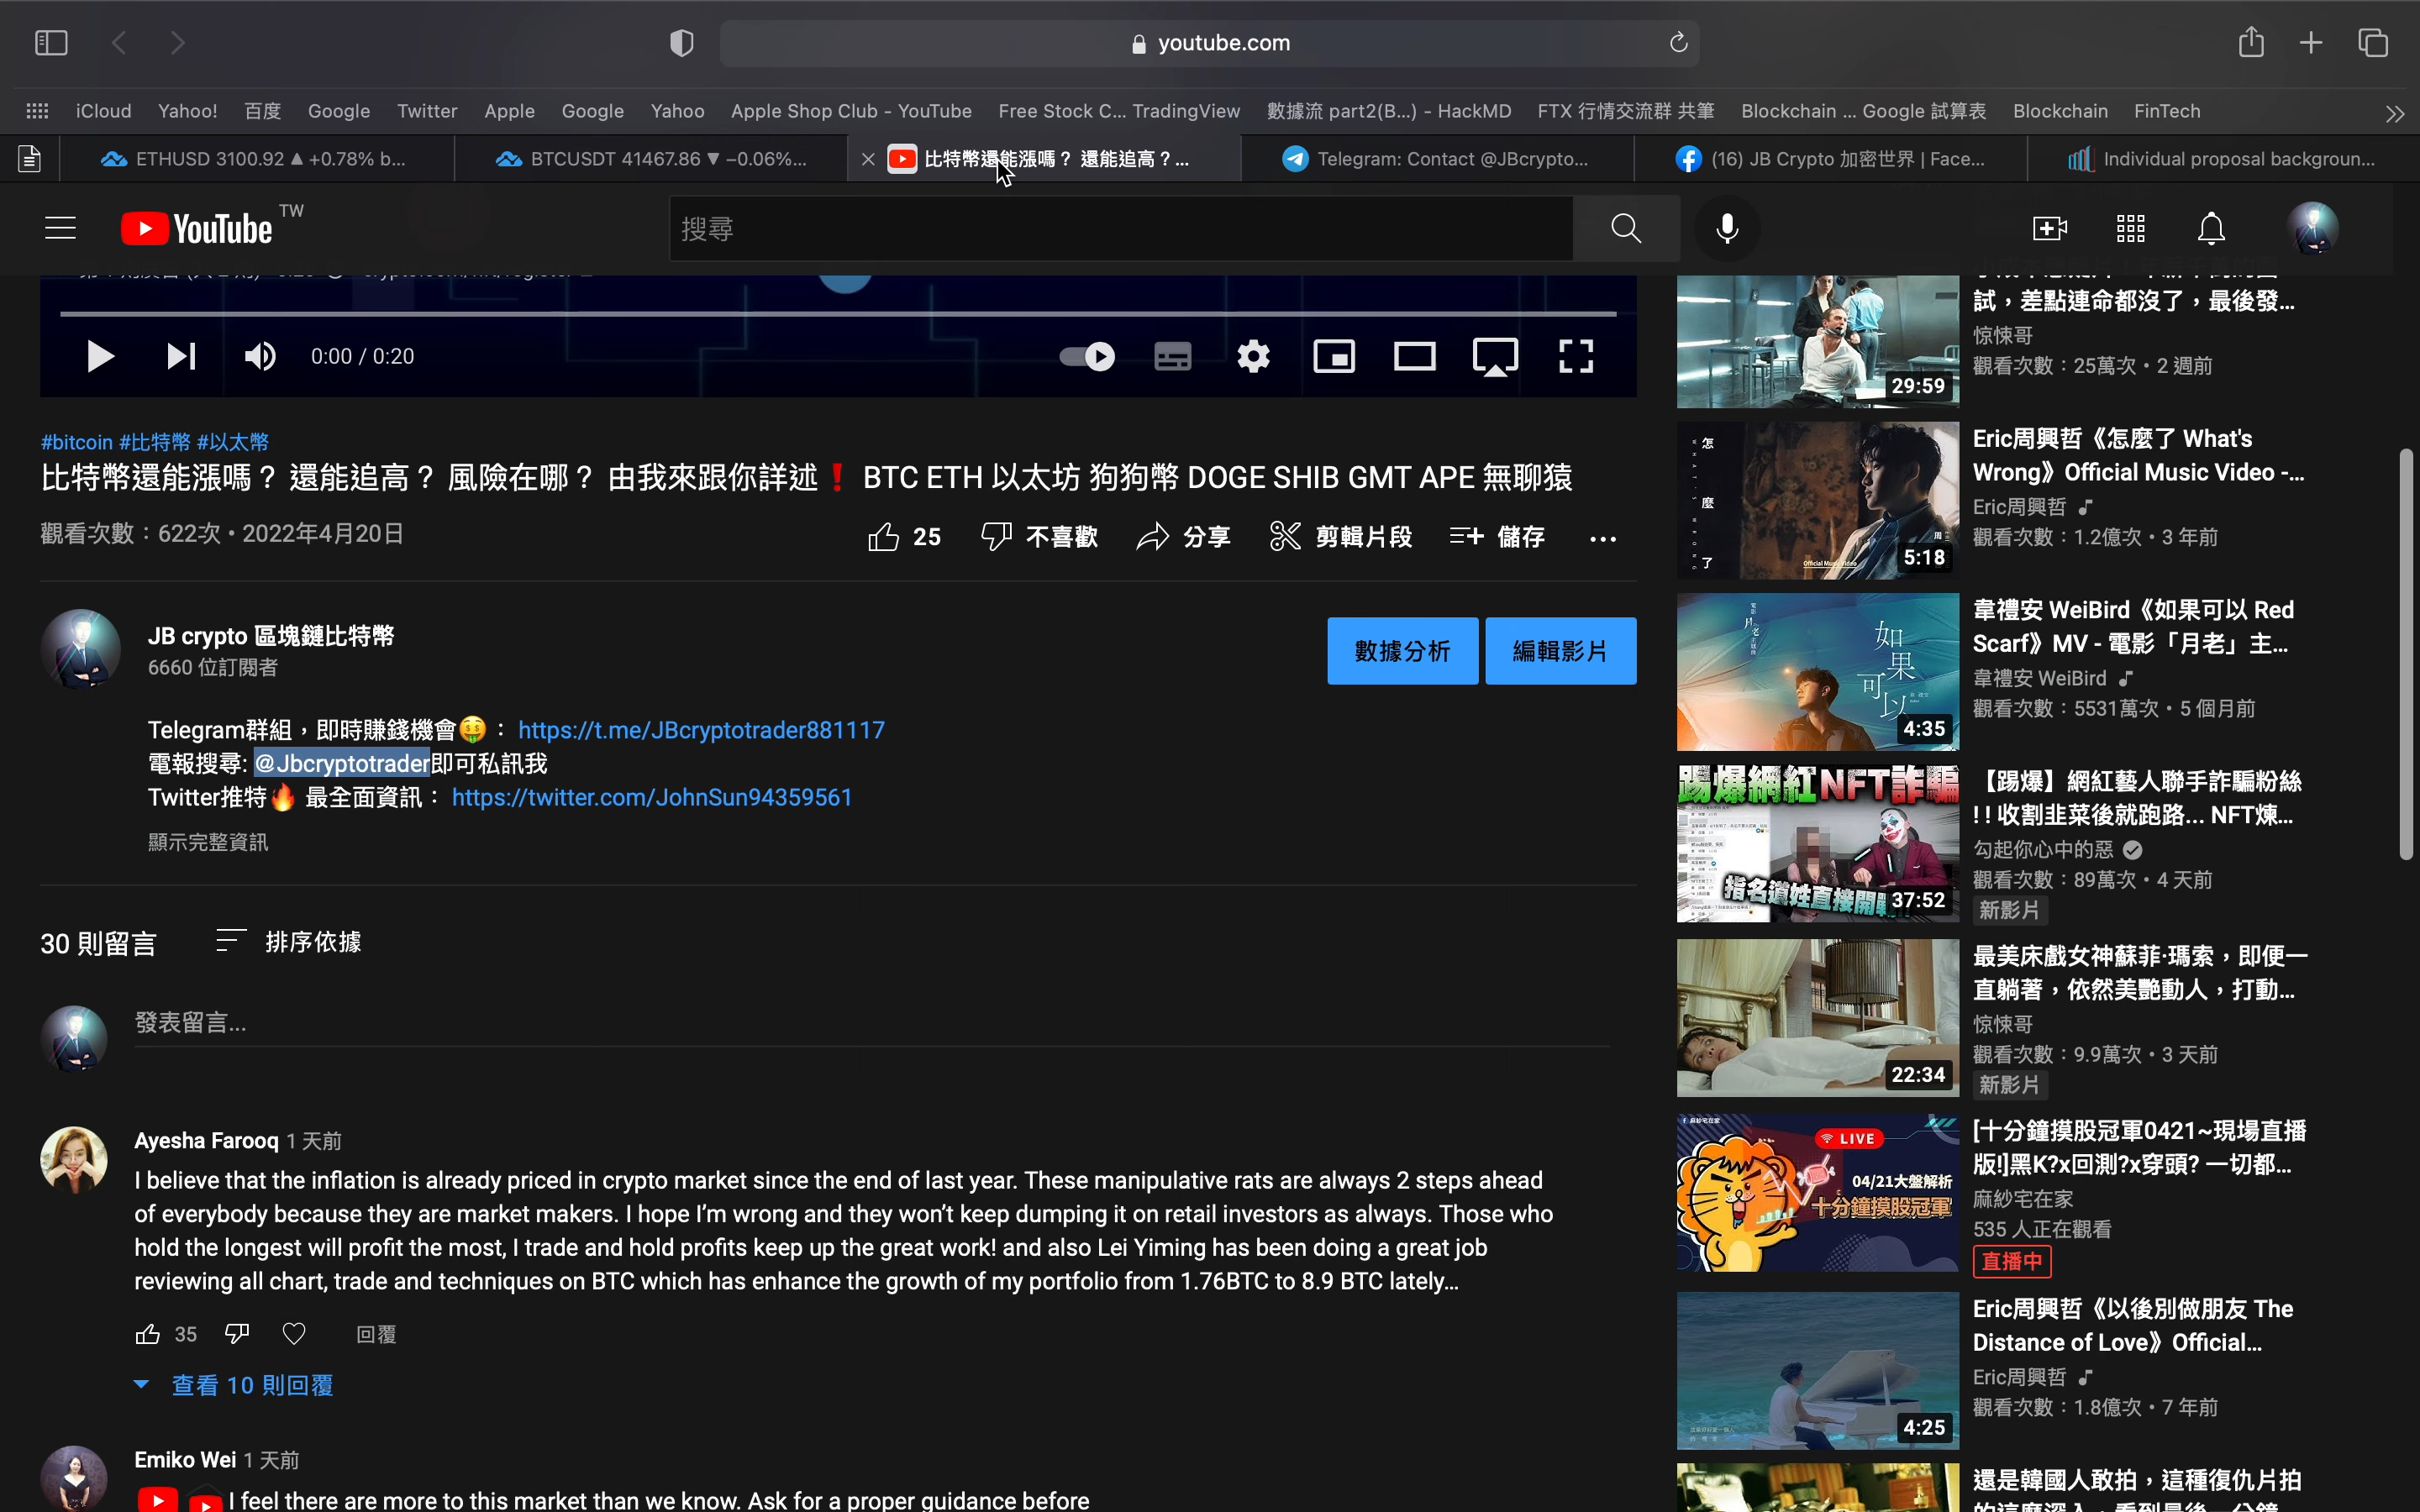 youtube.com
iCloud Yahoo! 百度 Google Twitter Apple Google Yahoo Apple Shop Club - YouTube Free Stock C... TradingView 數據流 part2(B...) - HackMD FTX 行情交流群 共筆 Blockchain ... Google 試算表 Blockchain FinTech
ETHUSD 3100.92 ▲ +0.78% b...
BTCUSDT 41467.86 ▼ −0.06%...
比特幣還能漲嗎？ 還能追高？...
Telegram: Contact @JBcrypto...
(16) JB Crypto 加密世界 | Face...
Individual proposal backgroun...
YouTube TW
搜尋
0:00 / 0:20
#bitcoin #比特幣 #以太幣
比特幣還能漲嗎？ 還能追高？ 風險在哪？ 由我來跟你詳述❗ BTC ETH 以太坊 狗狗幣 DOGE SHIB GMT APE 無聊猿
觀看次數：622次・2022年4月20日
25 不喜歡 分享 剪輯片段 儲存 ...
JB crypto 區塊鏈比特幣
6660 位訂閱者
數據分析 編輯影片
Telegram群組，即時賺錢機會🤑： https://t.me/JBcryptotrader881117
電報搜尋: @Jbcryptotrader即可私訊我
Twitter推特🔥 最全面資訊： https://twitter.com/JohnSun94359561
顯示完整資訊
30 則留言 排序依據
發表留言...
Ayesha Farooq 1 天前
I believe that the inflation is already priced in crypto market since the end of last year. These manipulative rats are always 2 steps ahead
of everybody because they are market makers. I hope I’m wrong and they won’t keep dumping it on retail investors as always. Those who
hold the longest will profit the most, I trade and hold profits keep up the great work! and also Lei Yiming has been doing a great job
reviewing all chart, trade and techniques on BTC which has enhance the growth of my portfolio from 1.76BTC to 8.9 BTC lately...
35 回覆
查看 10 則回覆
Emiko Wei 1 天前
I feel there are more to this market than we know. Ask for a proper guidance before
試，差點連命都沒了，最後發...
惊悚哥
觀看次數：25萬次・2 週前
29:59
Eric周興哲《怎麼了 What's
Wrong》Official Music Video -...
Eric周興哲
觀看次數：1.2億次・3 年前
怎
麼
了
Official Music Video
5:18
韋禮安 WeiBird《如果可以 Red
Scarf》MV - 電影「月老」主...
韋禮安 WeiBird
觀看次數：5531萬次・5 個月前
如果可以
4:35
【踢爆】網紅藝人聯手詐騙粉絲
!!收割韭菜後就跑路... NFT煉...
勾起你心中的惡
觀看次數：89萬次・4 天前
新影片
踢爆網紅NFT詐騙
指名道姓直接開
37:52
最美床戲女神蘇菲·瑪索，即便一
直躺著，依然美艷動人，打動...
惊悚哥
觀看次數：9.9萬次・3 天前
新影片
22:34
[十分鐘摸股冠軍0421~現場直播
版!]黑K?x回測?x穿頭? 一切都...
麻紗宅在家
535 人正在觀看
直播中
麻紗宅在家
LIVE
04/21大盤解析
十分鐘摸股冠軍
Eric周興哲《以後別做朋友 The
Distance of Love》Official...
Eric周興哲
觀看次數：1.8億次・7 年前
4:25
還是韓國人敢拍，這種復仇片拍